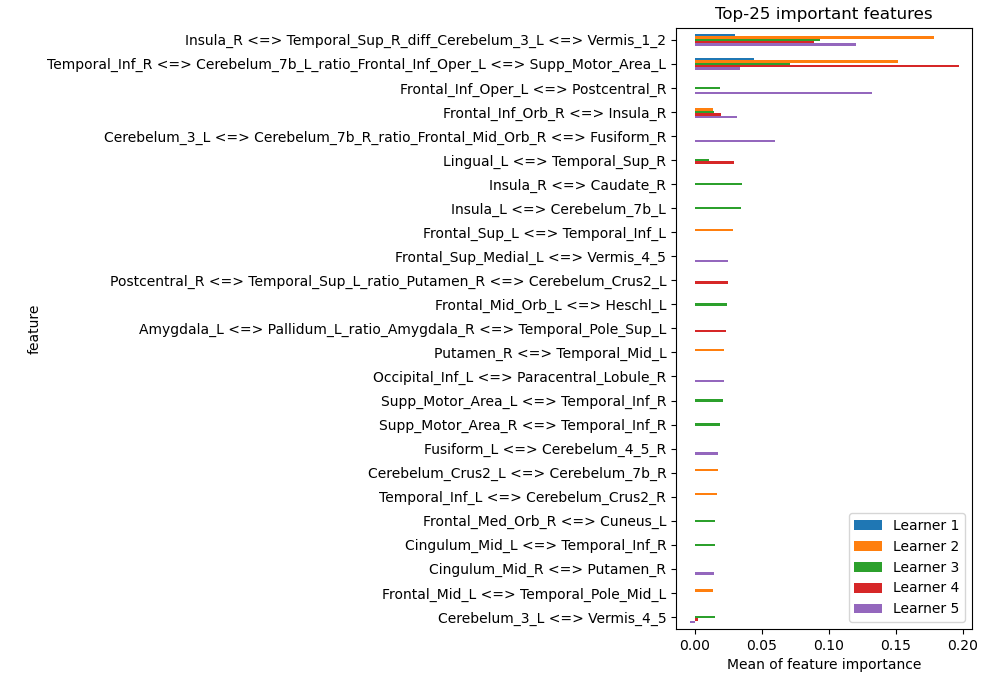 Top-25 important features
Insula_R <=> Temporal_Sup_R_diff_Cerebelum_3_L <=> Vermis_1_2
Temporal_Inf_R <=> Cerebelum_7b_L_ratio_Frontal_Inf_Oper_L <=> Supp_Motor_Area_L
Frontal_Inf_Oper_L <=> Postcentral_R
Frontal_Inf_Orb_R <=> Insula_R
Cerebelum_3_L <=> Cerebelum_7b_R_ratio_Frontal_Mid_Orb_R <=> Fusiform_R
Lingual_L <=> Temporal_Sup_R
Insula_R <=> Caudate_R
Insula_L <=> Cerebelum_7b_L
Frontal_Sup_L <=> Temporal_Inf_L
Frontal_Sup_Medial_L <=> Vermis_4_5
Postcentral_R <=> Temporal_Sup_L_ratio_Putamen_R <=> Cerebelum_Crus2_L
Frontal_Mid_Orb_L <=> Heschl_L
Amygdala_L <=> Pallidum_L_ratio_Amygdala_R <=> Temporal_Pole_Sup_L
Putamen_R <=> Temporal_Mid_L
Occipital_Inf_L <=> Paracentral_Lobule_R
Supp_Motor_Area_L <=> Temporal_Inf_R
Supp_Motor_Area_R <=> Temporal_Inf_R
Fusiform_L <=> Cerebelum_4_5_R
Cerebelum_Crus2_L <=> Cerebelum_7b_R
Temporal_Inf_L <=> Cerebelum_Crus2_R
Frontal_Med_Orb_R <=> Cuneus_L
Cingulum_Mid_L <=> Temporal_Inf_R
Cingulum_Mid_R <=> Putamen_R
Frontal_Mid_L <=> Temporal_Pole_Mid_L
Cerebelum_3_L <=> Vermis_4_5
feature
Learner 1
Learner 2
Learner 3
Learner 4
Learner 5
0.00 0.05 0.10 0.15 0.20
Mean of feature importance